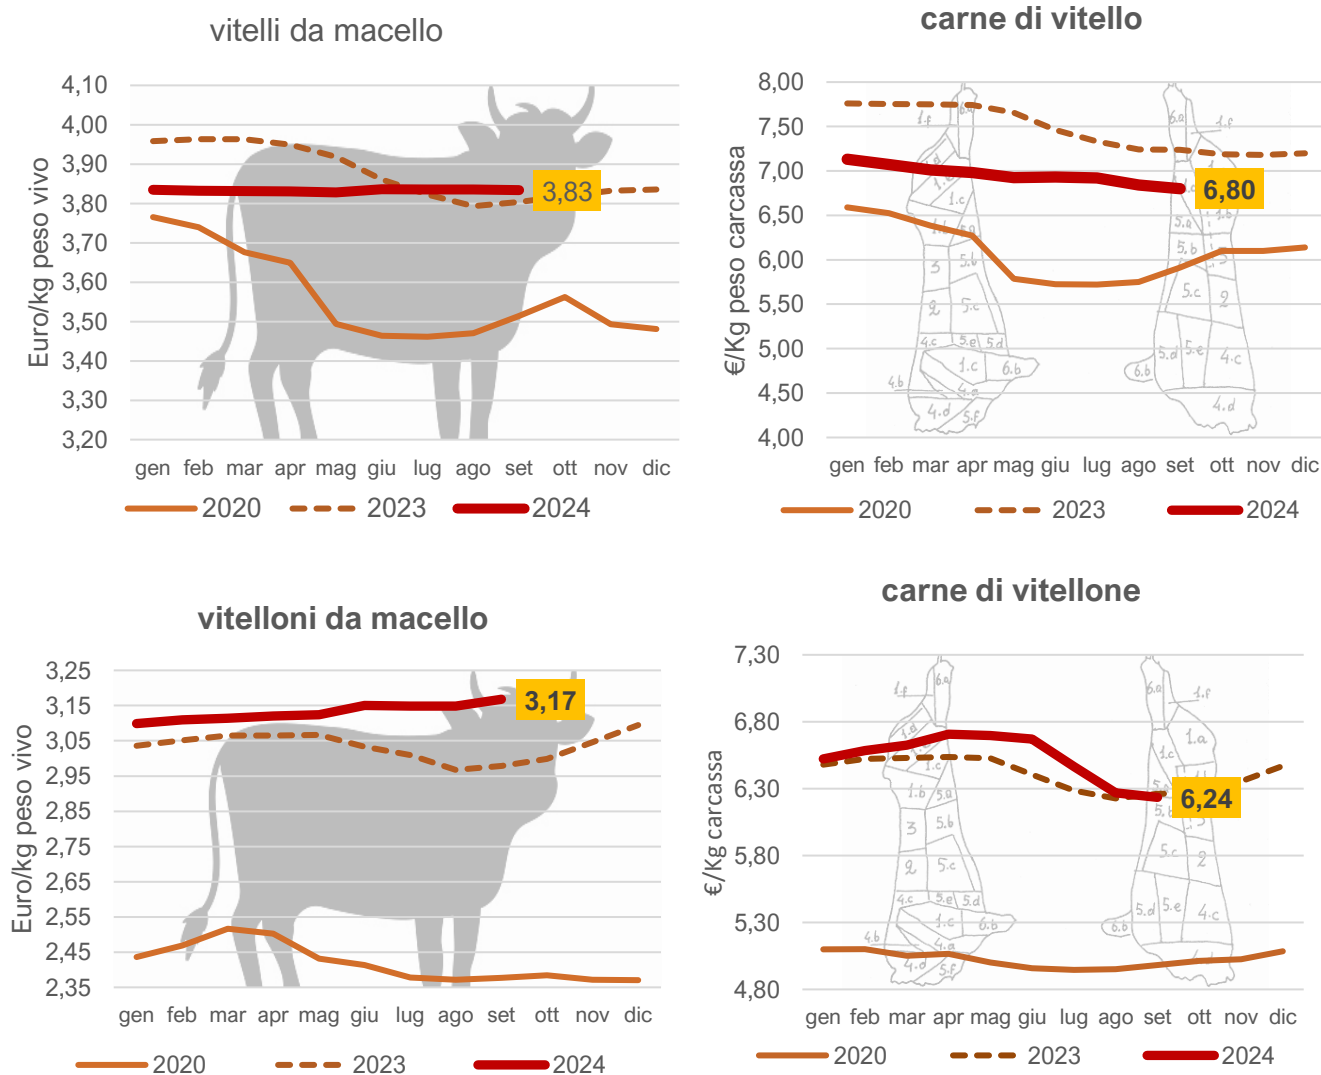 vitelli da macello
Euro/kg peso vivo
4,10
4,00
3,90
3,80
3,70
3,60
3,50
3,40
3,30
3,20
3,83
gen feb mar apr mag giu lug ago set ott nov dic
2020 2023 2024
carne di vitello
€/Kg peso carcassa
8,00
7,50
7,00
6,50
6,00
5,50
5,00
4,50
4,00
6,80
gen feb mar apr mag giu lug ago set ott nov dic
2020 2023 2024
vitelloni da macello
Euro/kg peso vivo
3,25
3,15
3,05
2,95
2,85
2,75
2,65
2,55
2,45
2,35
3,17
gen feb mar apr mag giu lug ago set ott nov dic
2020 2023 2024
carne di vitellone
€/Kg carcassa
7,30
6,80
6,30
5,80
5,30
4,80
6,24
gen feb mar apr mag giu lug ago set ott nov dic
2020 2023 2024